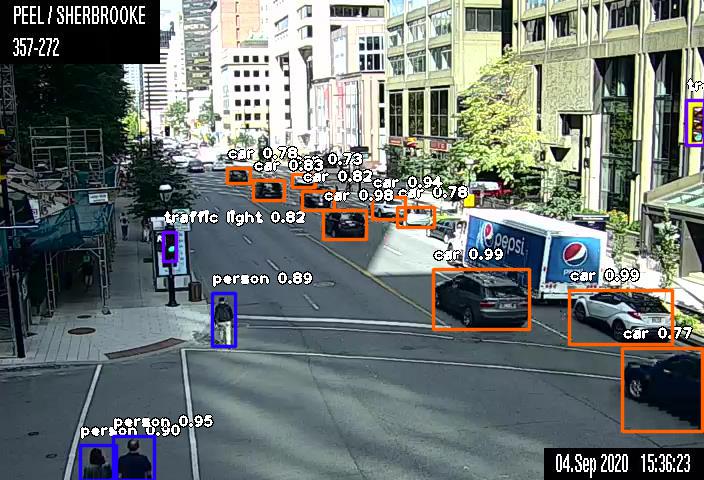 PEEL / SHERBROOKE
357-272
tr
car 0.78
0.73
car 0.83
car 0.82
car 0.94
car 0.98
car 0.78
traffic light 0.82
pepsi
car 0.99
person 0.89
car 0.99
car 0.77
person 0.95
person 0.90
04.Sep 2020 15:36:23